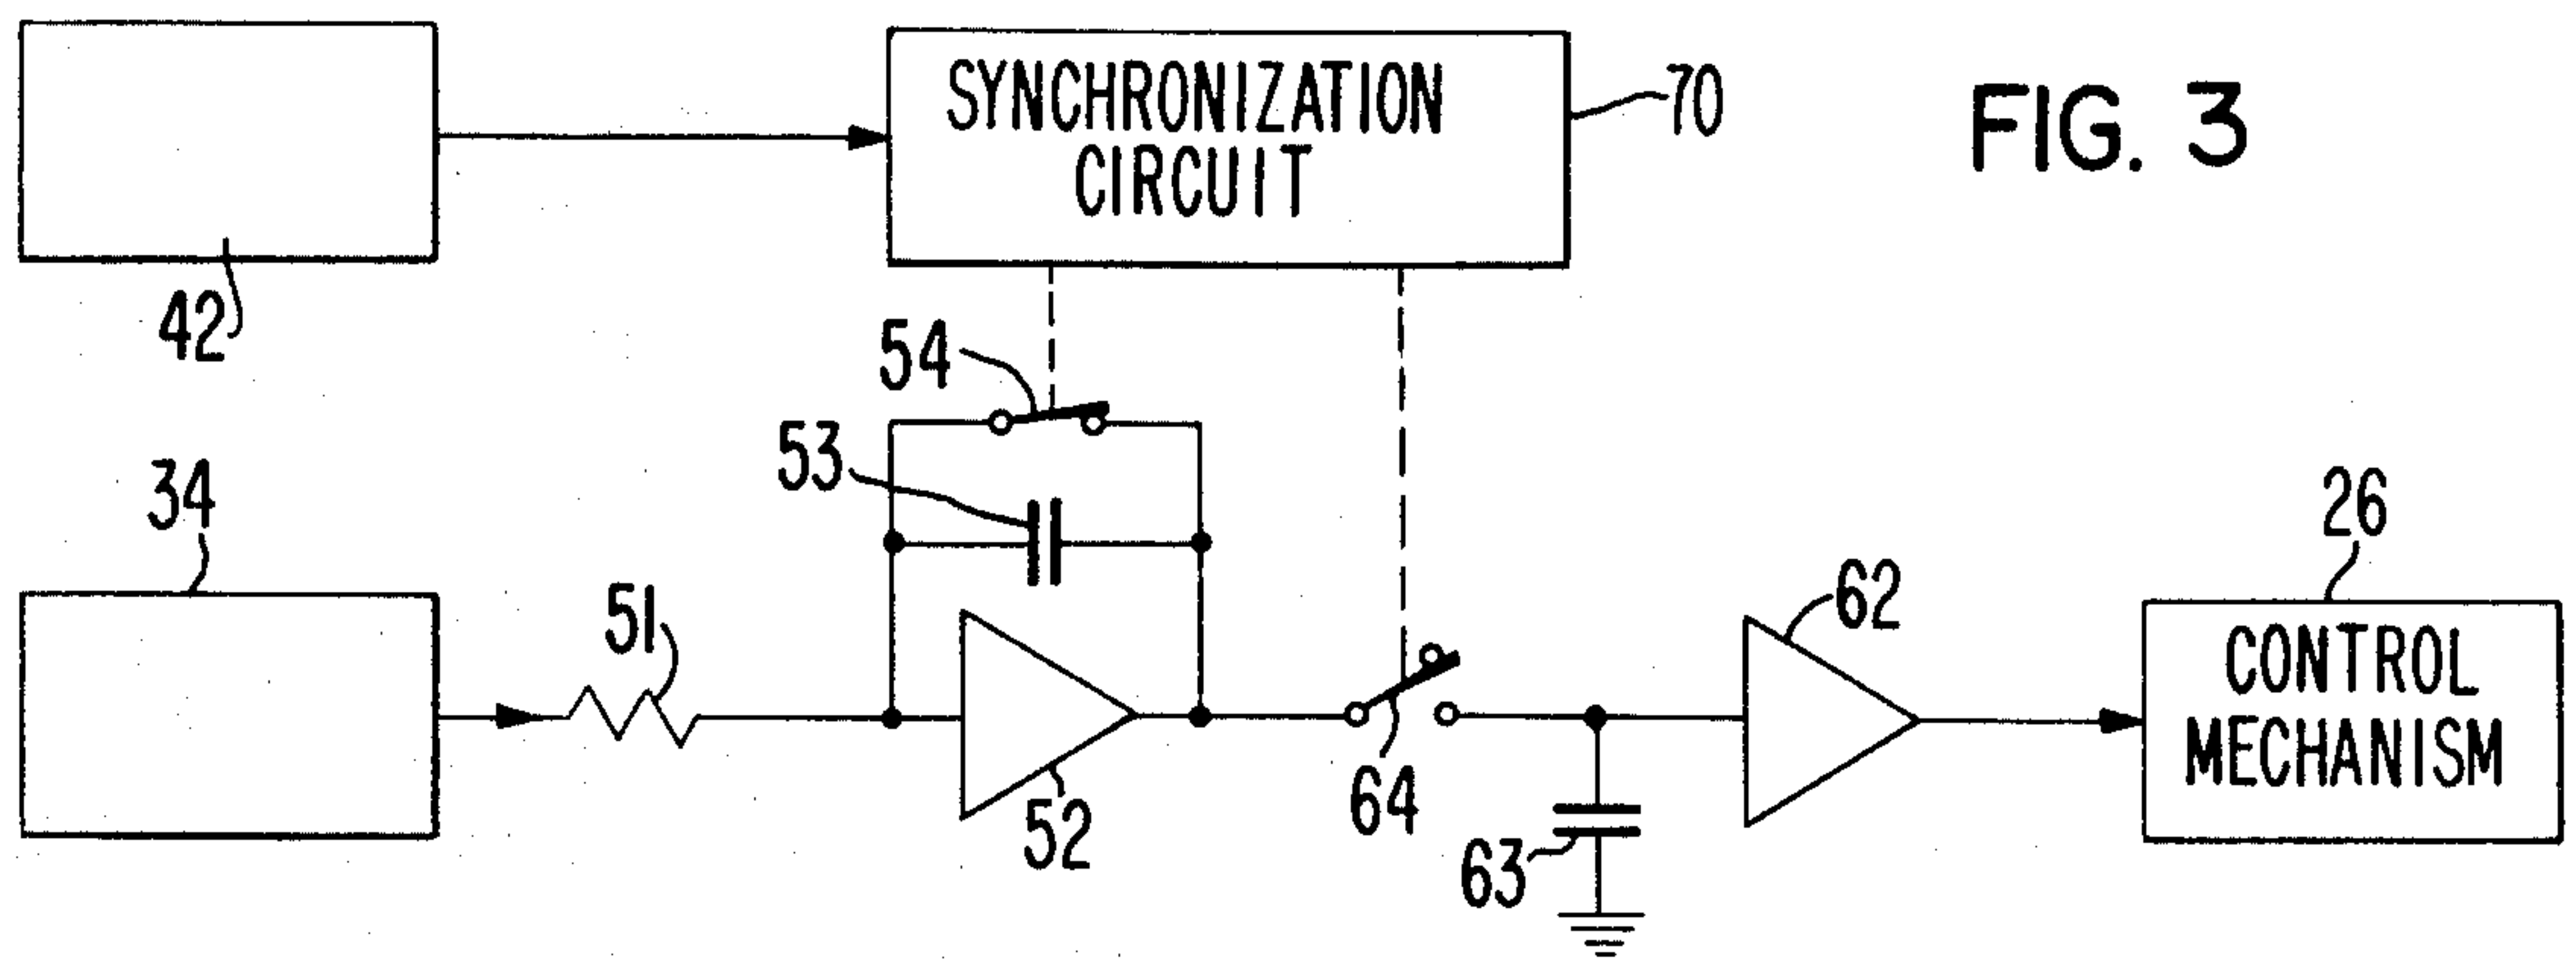 SYNCHRONIZATION
CIRCUIT
70
FIG. 3
42
54
53
34
51
52
64
63
62
26
CONTROL
MECHANISM